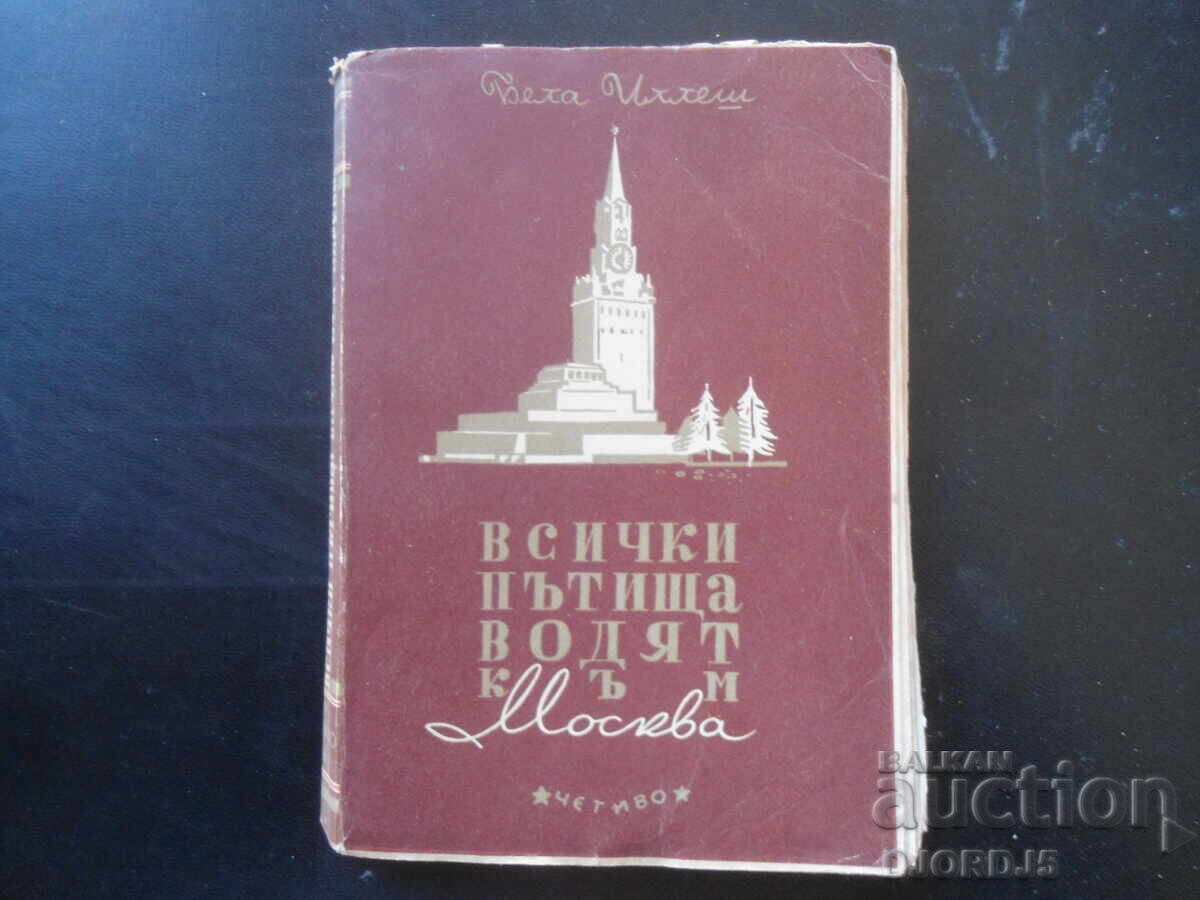 Бела Иллеш
ВСИЧКИ
ПЪТИЩА
ВОДЯТ
КЪМ
Москва
★ЧЕТИВО★
BALKAN
auction
DJORDJ5